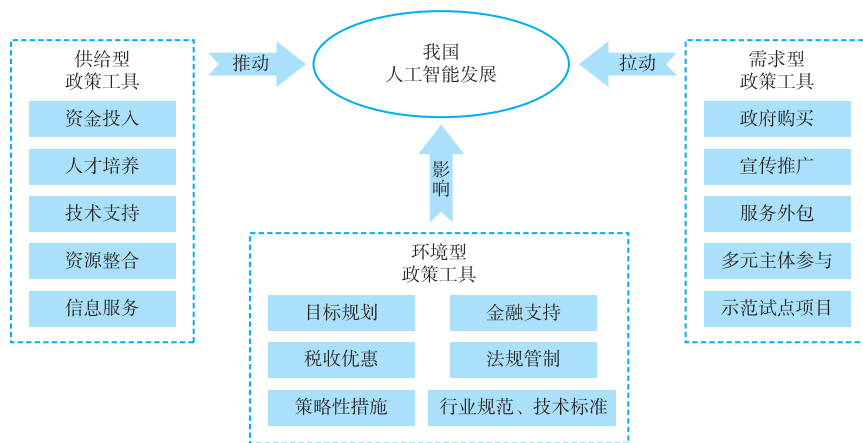 供给型
政策工具
资金投入
人才培养
技术支持
资源整合
信息服务
推动
我国
人工智能发展
拉动
需求型
政策工具
政府购买
宣传推广
服务外包
多元主体参与
示范试点项目
影响
环境型
政策工具
目标规划
金融支持
税收优惠
法规管制
策略性措施
行业规范、技术标准